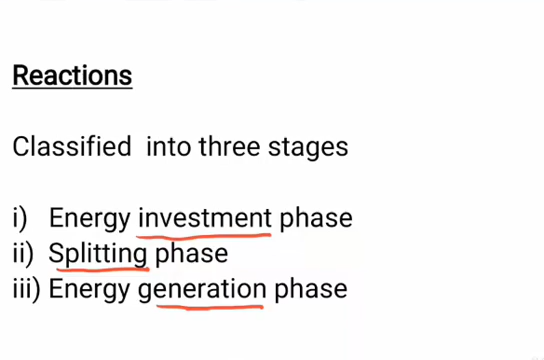 Reactions
Classified into three stages
i) Energy investment phase
ii) Splitting phase
iii) Energy generation phase